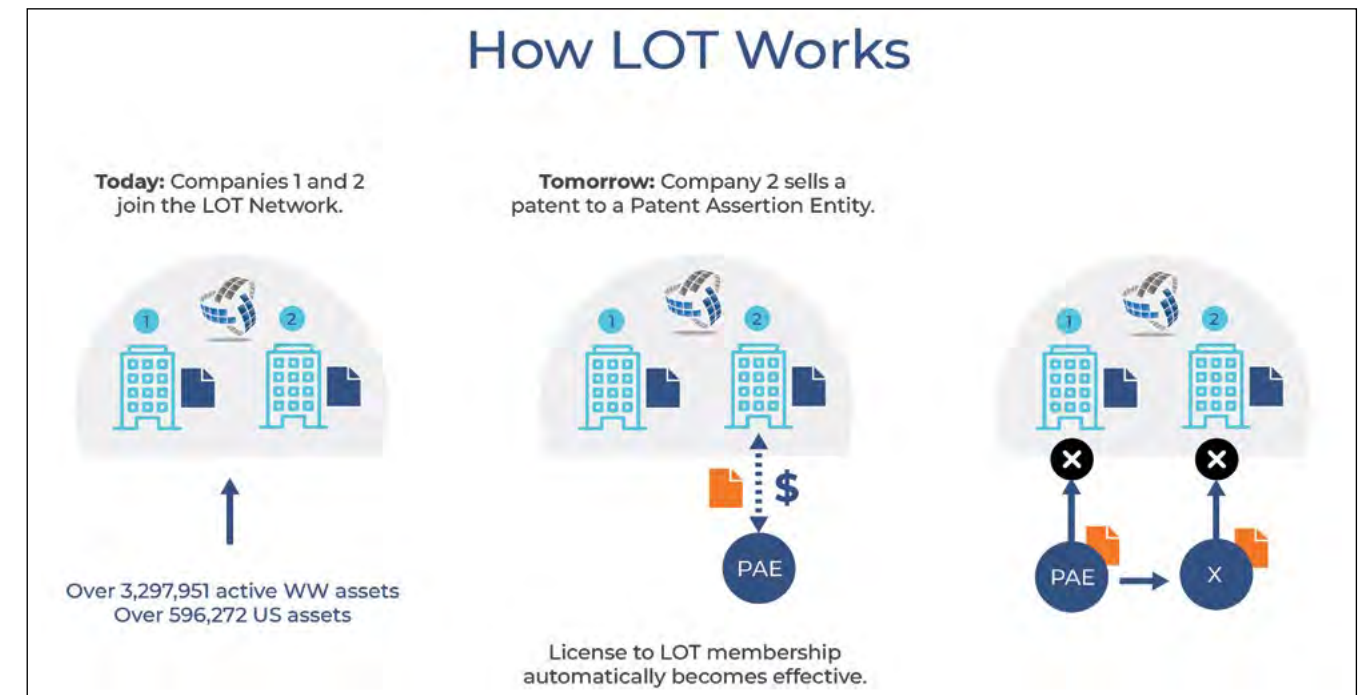 How LOT Works
Today: Companies 1 and 2
join the LOT Network.
1
2
Over 3,297,951 active WW assets
Over 596,272 US assets
Tomorrow: Company 2 sells a
patent to a Patent Assertion Entity.
1
2
$
PAE
License to LOT membership
automatically becomes effective.
1
2
PAE
X